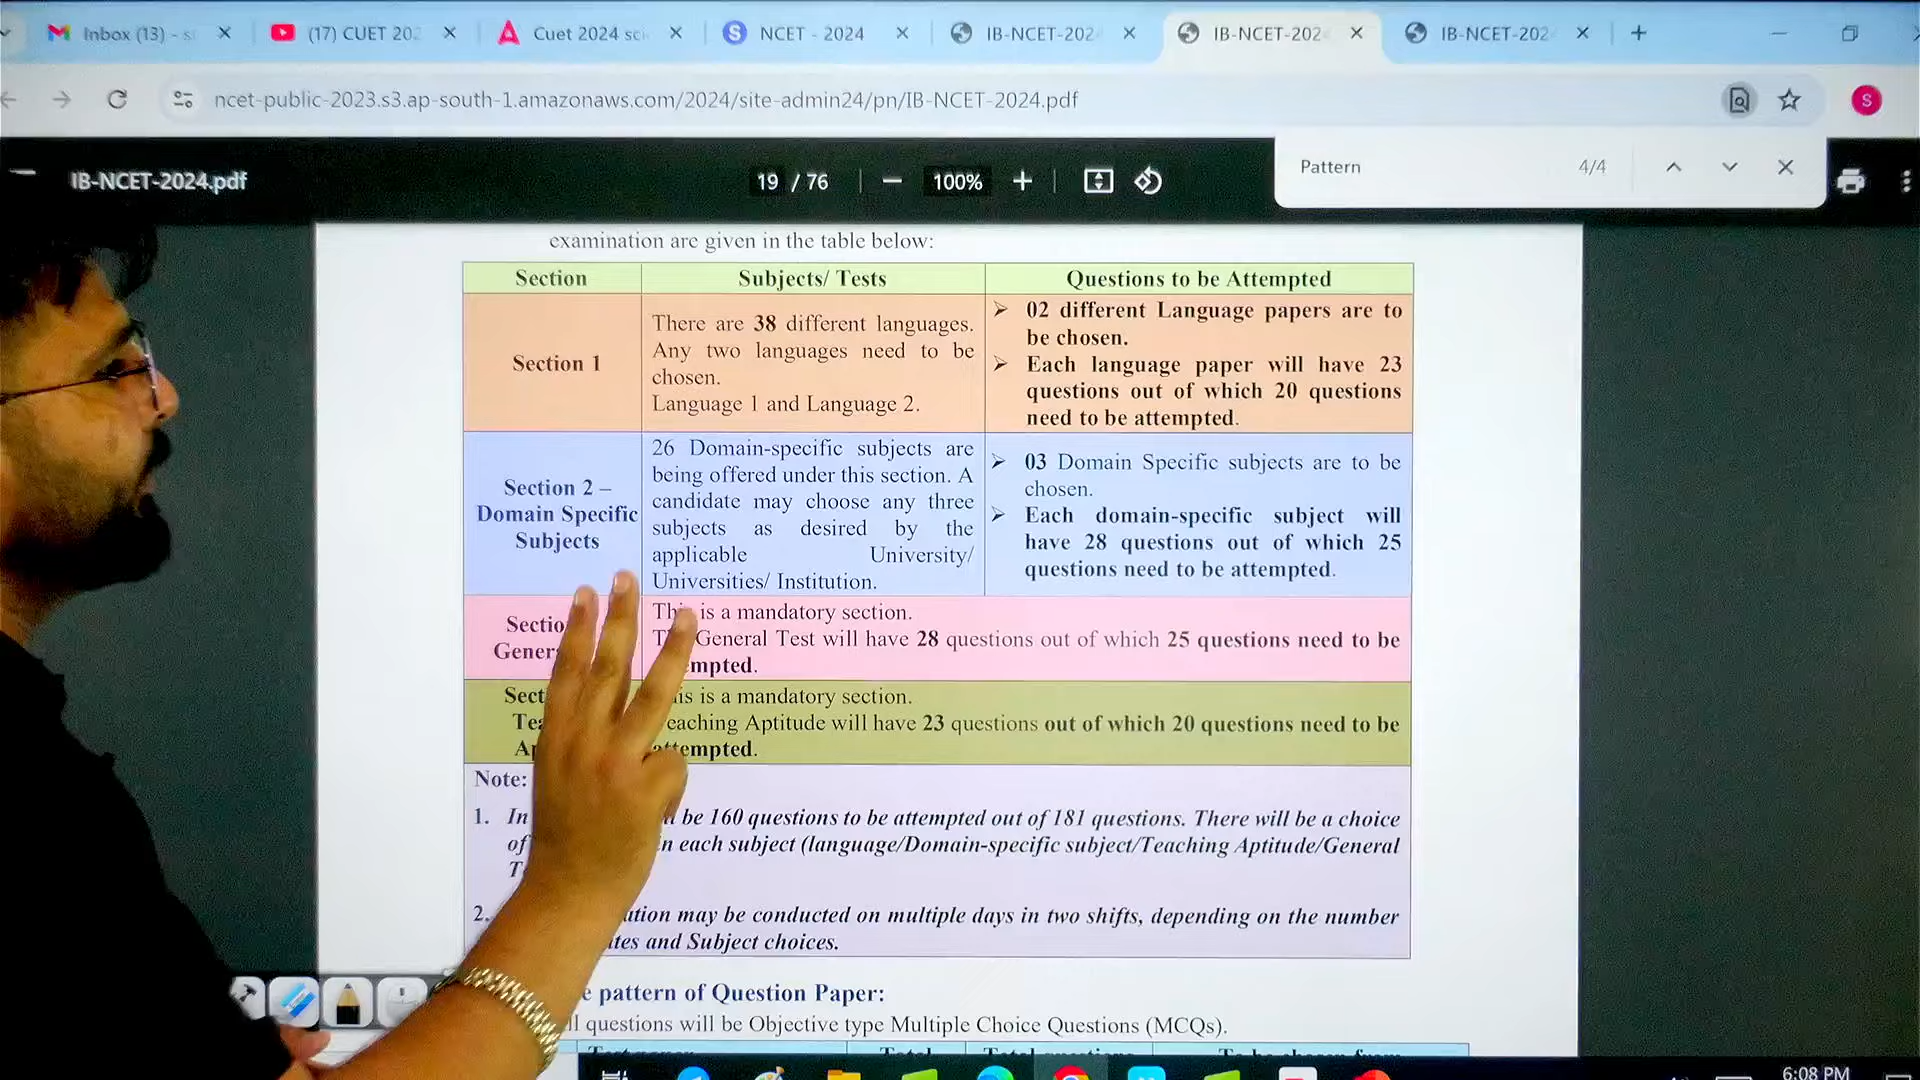 Inbox (13) - s
(17) CUET 202
Cuet 2024 sci
NCET - 2024
IB-NCET-202
IB-NCET-202
IB-NCET-202
ncet-public-2023.s3.ap-south-1.amazonaws.com/2024/site-admin24/pn/IB-NCET-2024.pdf
S
Pattern 4/4
IB-NCET-2024.pdf
19 / 76
100%
examination are given in the table below:
Section
Subjects/ Tests
Questions to be Attempted
Section 1
There are 38 different languages.
Any two languages need to be
chosen.
Language 1 and Language 2.
➢ 02 different Language papers are to
be chosen.
➢ Each language paper will have 23
questions out of which 20 questions
need to be attempted.
Section 2 –
Domain Specific
Subjects
26 Domain-specific subjects are
being offered under this section. A
candidate may choose any three
subjects as desired by the
applicable University/
Universities/ Institution.
➢ 03 Domain Specific subjects are to be
chosen.
➢ Each domain-specific subject will
have 28 questions out of which 25
questions need to be attempted.
Sectio
Gener
This is a mandatory section.
General Test will have 28 questions out of which 25 questions need to be
mpted.
Sect
Tea
Ap
is is a mandatory section.
eaching Aptitude will have 23 questions out of which 20 questions need to be
attempted.
Note:
1. In be 160 questions to be attempted out of 181 questions. There will be a choice
of n each subject (language/Domain-specific subject/Teaching Aptitude/General
T
2. ation may be conducted on multiple days in two shifts, depending on the number
tes and Subject choices.
e pattern of Question Paper:
ll questions will be Objective type Multiple Choice Questions (MCQs).
6:08 PM